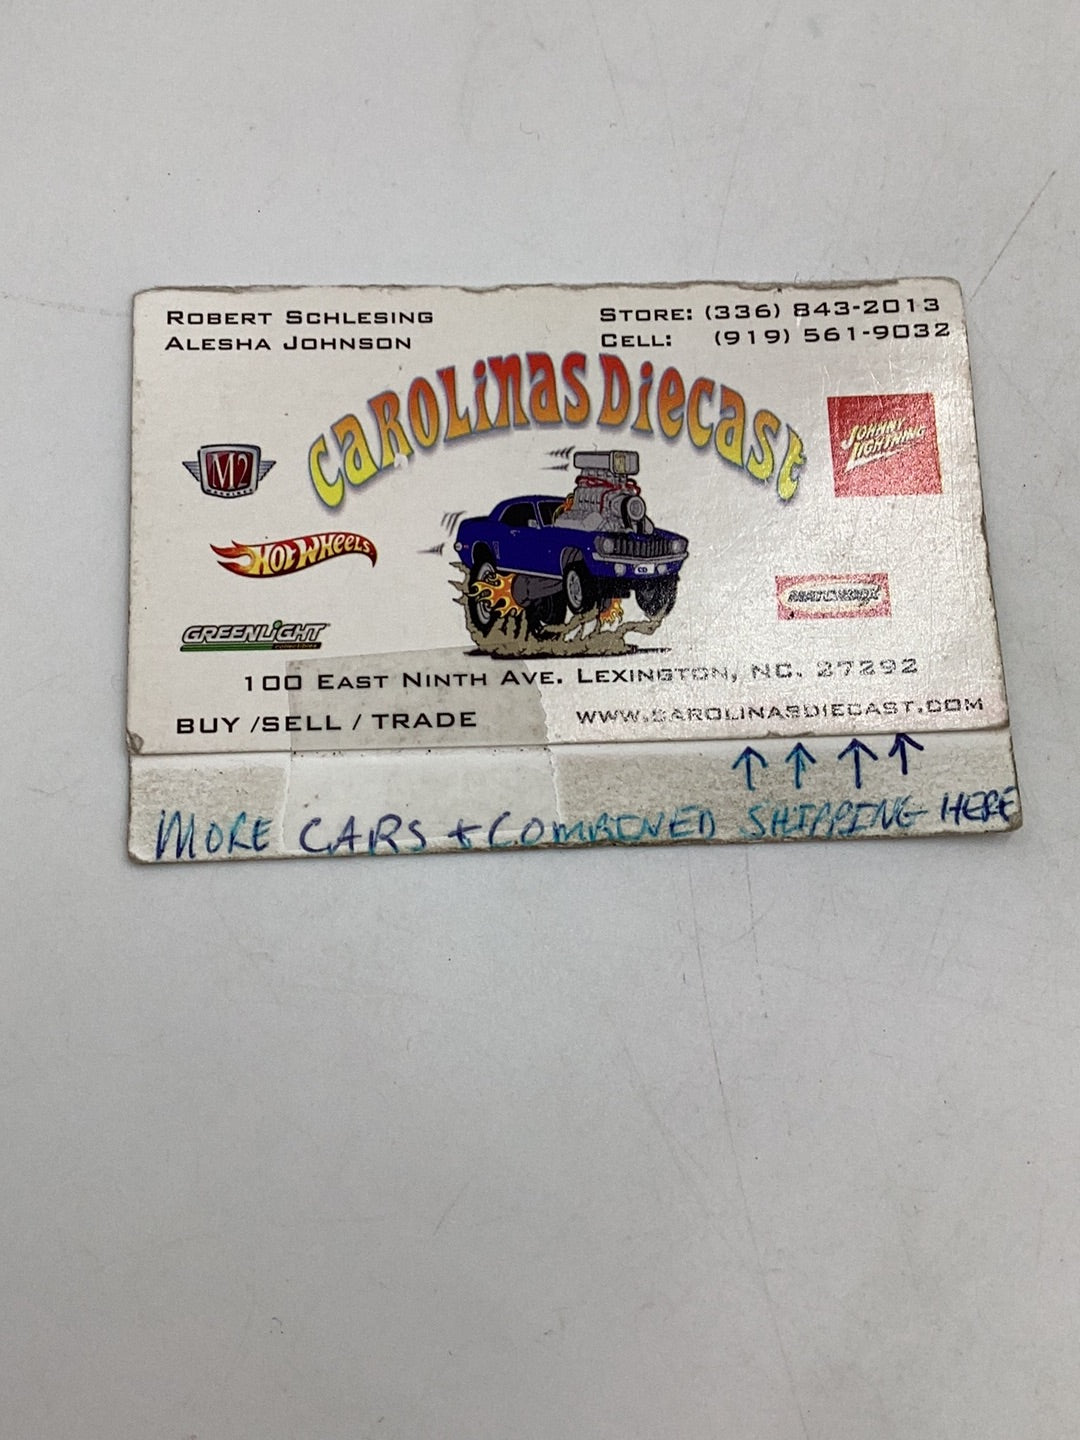 ROBERT SCHLESING
ALESHA JOHNSON
STORE: (336) 843-2013
CELL: (919) 561-9032
CAROLINAS DIECAST
M2
JOHNNY LIGHTNING
HOT WHEELS
MATCHBOX
GREENLIGHT
collectibles
100 EAST NINTH AVE. LEXINGTON, NC. 27292
BUY /SELL / TRADE
WWW.CAROLINASDIECAST.COM
MORE CARS + COMBINED SHIPPING HERE